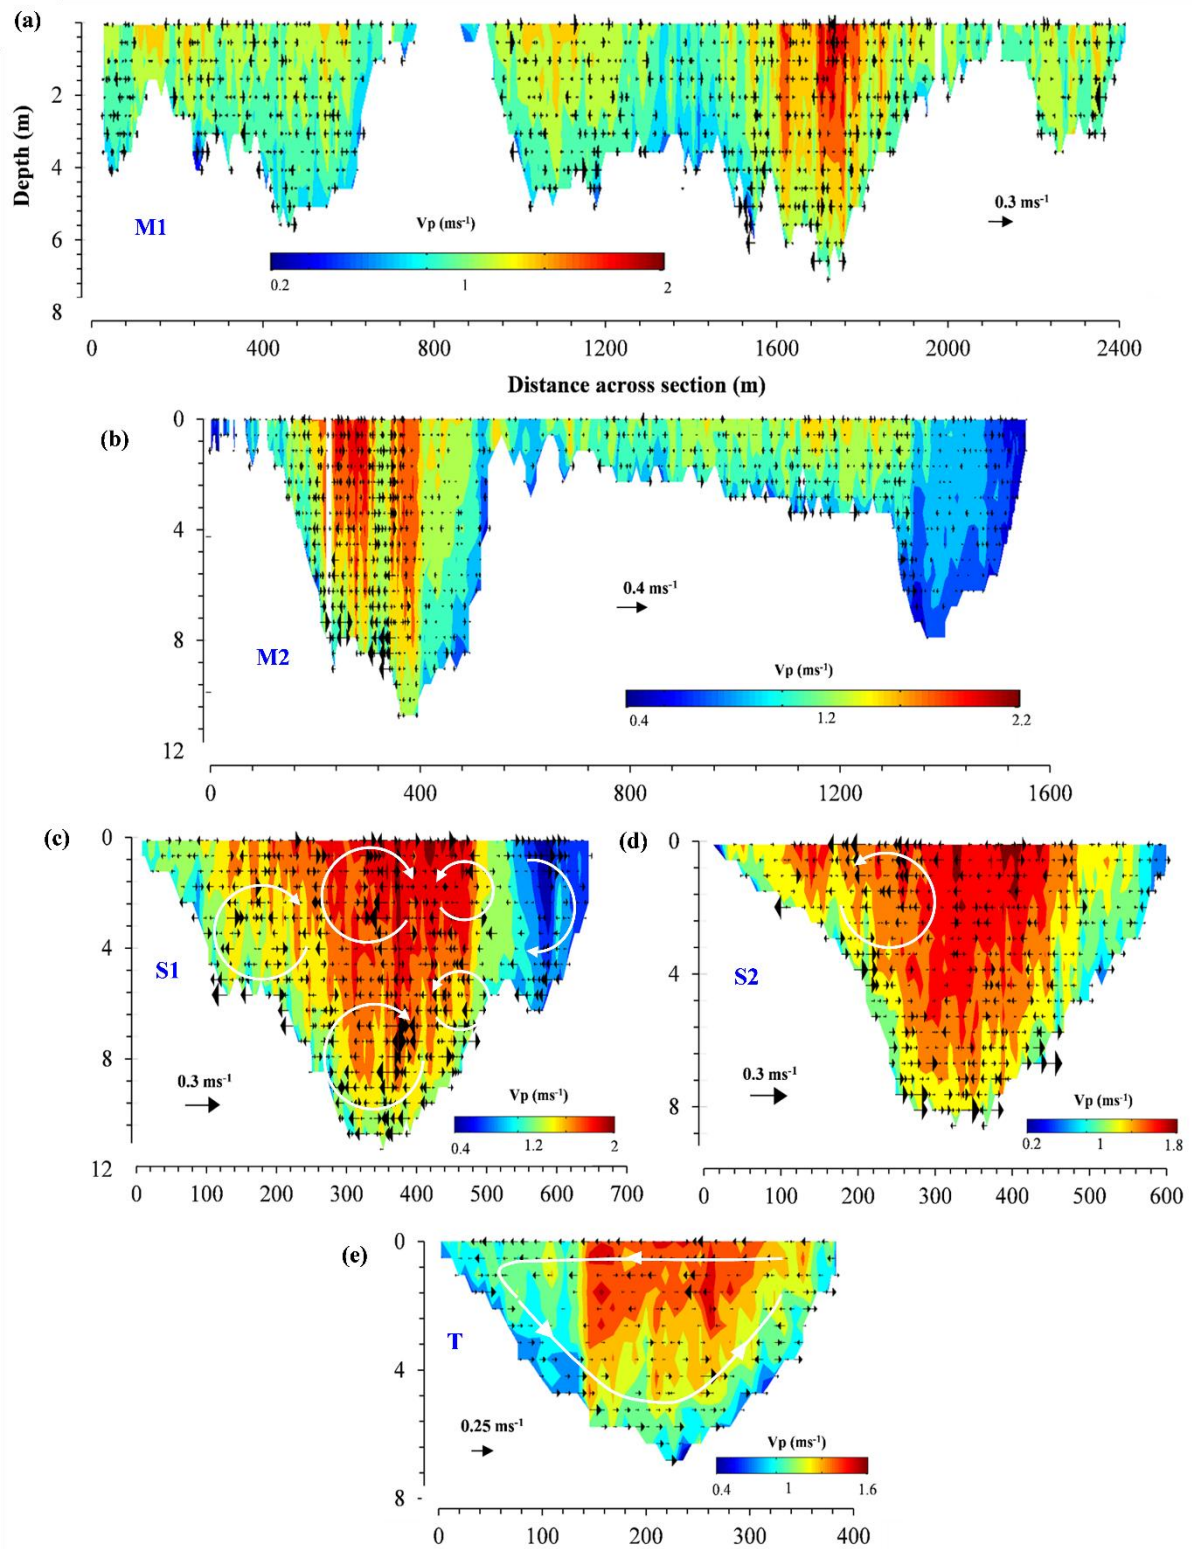 (a)
Depth (m)
2
4
6
8
M1
Vp (ms-1)
0.2 1 2
0.3 ms-1
0 400 800 1200 1600 2000 2400
Distance across section (m)
(b)
0
4
8
12
M2
0.4 ms-1
Vp (ms-1)
0.4 1.2 2.2
0 400 800 1200 1600
(c)
0
4
8
12
S1
0.3 ms-1
Vp (ms-1)
0.4 1.2 2
0 100 200 300 400 500 600 700
(d)
0
4
8
S2
0.3 ms-1
Vp (ms-1)
0.2 1 1.8
0 100 200 300 400 500 600
(e)
0
4
8
T
0.25 ms-1
Vp (ms-1)
0.4 1 1.6
0 100 200 300 400